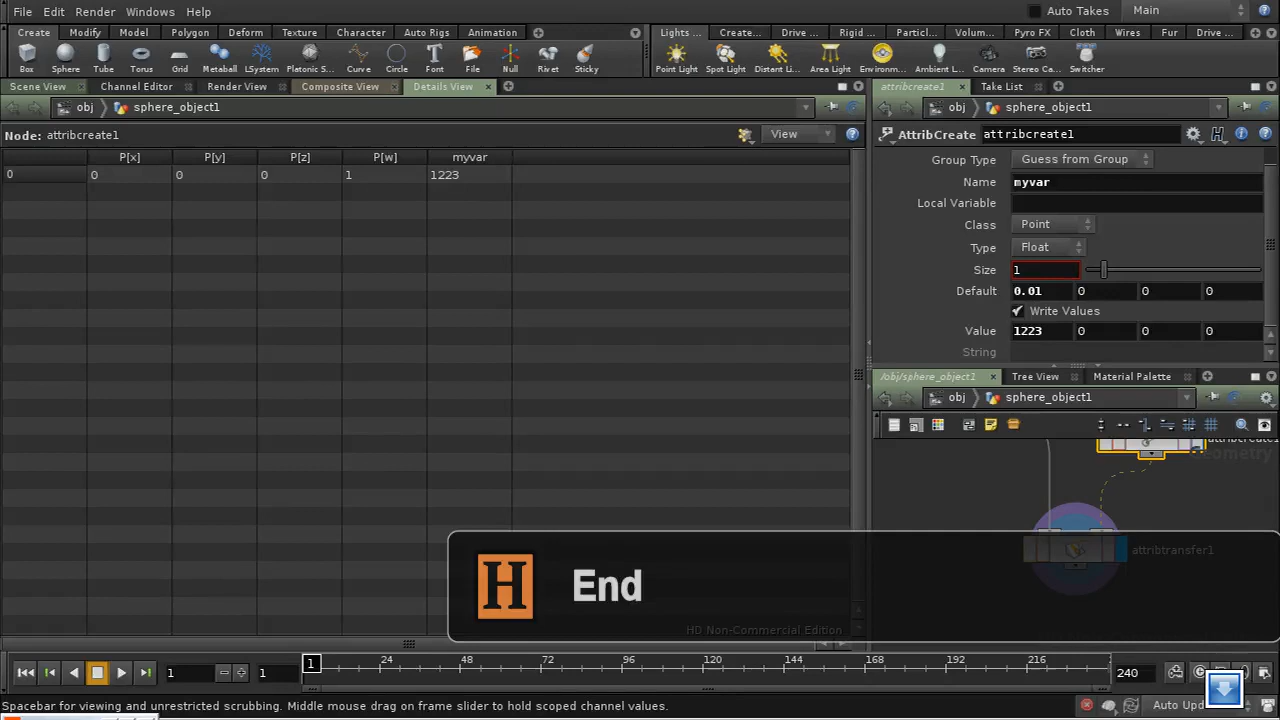 File Edit Render Windows Help Auto Takes Main
Create Modify Model Polygon Deform Texture Character Auto Rigs Animation
Lights ... Create... Drive ... Rigid ... Particl... Volum... Pyro FX Cloth Wires Fur Drive ...
Box Sphere Tube Torus Grid Metaball LSystem Platonic S... Curve Circle Font File Null Rivet Sticky
Point Light Spot Light Distant Li... Area Light Environm... Ambient L... Camera Stereo Ca... Switcher
Scene View Channel Editor Render View Composite View Details View
attribcreate1 Take List
obj sphere_object1
obj sphere_object1
Node: attribcreate1 View
AttribCreate attribcreate1
P[x] P[y] P[z] P[w] myvar
0 0 0 0 1 1223
Group Type Guess from Group
Name myvar
Local Variable
Class Point
Type Float
Size 1
Default 0.01 0 0 0
Write Values
Value 1223 0 0 0
String
/obj/sphere_object1 Tree View Material Palette
obj sphere_object1
attribcreate1
Geometry
attribtransfer1
H End
HD Non-Commercial Edition
1 1 1 24 48 72 96 120 144 168 192 216 240
Spacebar for viewing and unrestricted scrubbing. Middle mouse drag on frame slider to hold scoped channel values.